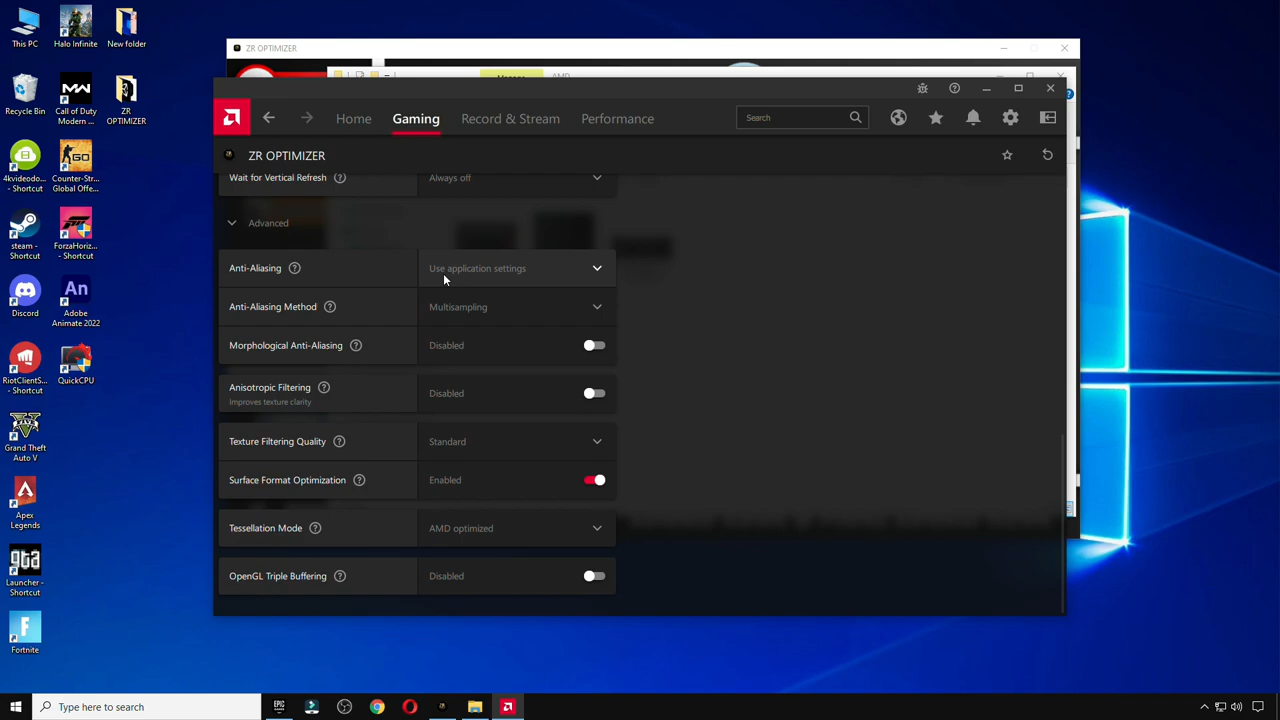 This PC
Halo Infinite
New folder
Recycle Bin
Call of Duty
Modern ...
ZR
OPTIMIZER
4kvideodo...
- Shortcut
Counter-Str...
Global Offe...
steam -
Shortcut
ForzaHoriz...
- Shortcut
Discord
An
Adobe
Animate 2022
RiotClientS...
- Shortcut
QuickCPU
Grand Theft
Auto V
Apex
Legends
Launcher -
Shortcut
Fortnite
ZR OPTIMIZER
AMD
Home
Gaming
Record & Stream
Performance
Search
ZR OPTIMIZER
Wait for Vertical Refresh
Always off
Advanced
Anti-Aliasing
Use application settings
Anti-Aliasing Method
Multisampling
Morphological Anti-Aliasing
Disabled
Anisotropic Filtering
Improves texture clarity
Disabled
Texture Filtering Quality
Standard
Surface Format Optimization
Enabled
Tessellation Mode
AMD optimized
OpenGL Triple Buffering
Disabled
Type here to search
EPIC